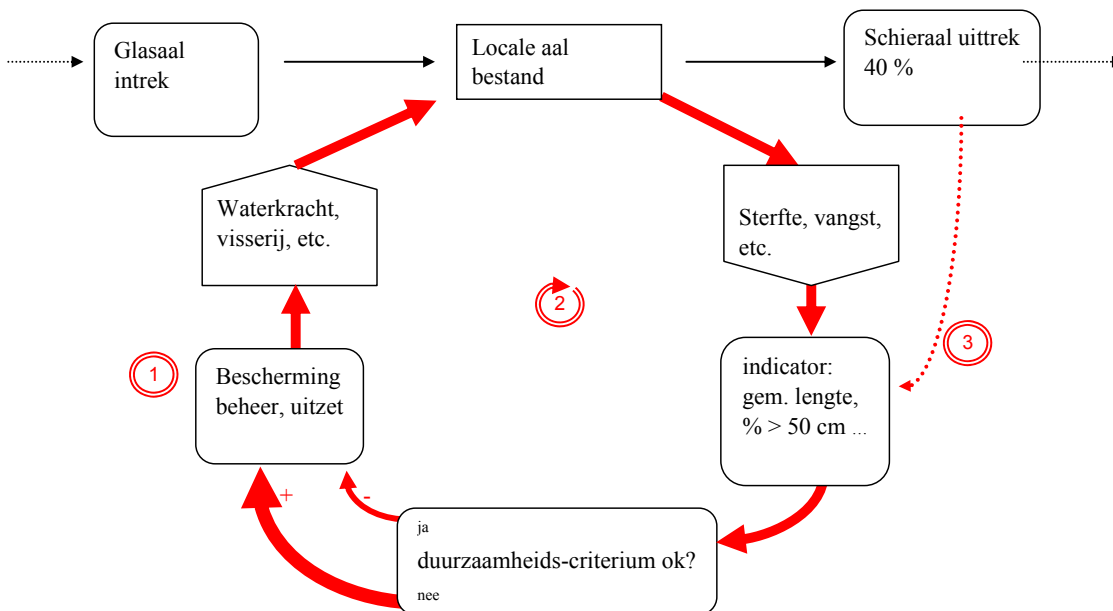 Glasaal
intrek
Locale aal
bestand
Schieraal uittrek
40 %
Waterkracht,
visserij, etc.
Sterfte, vangst,
etc.
2
1
3
Bescherming
beheer, uitzet
indicator:
gem. lengte,
% > 50 cm ...
+
-
ja
duurzaamheids-criterium ok?
nee